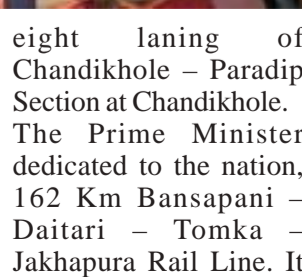 eight laning of
Chandikhole – Paradip
Section at Chandikhole.
The Prime Minister
dedicated to the nation,
162 Km Bansapani –
Daitari – Tomka –
Jakhapura Rail Line. It